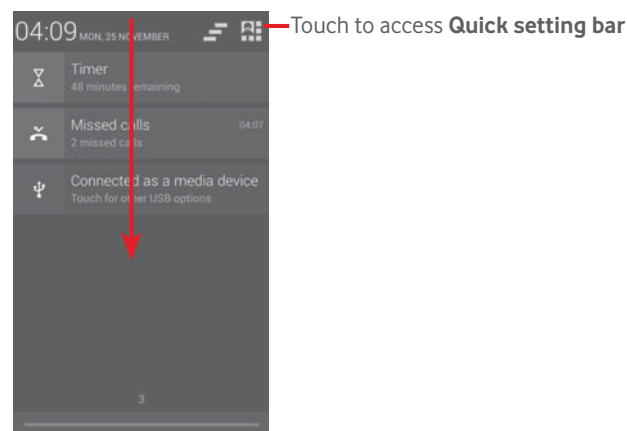 04:09 MON, 25 NOVEMBER
Touch to access Quick setting bar
Timer
48 minutes remaining
Missed calls 04:07
2 missed calls
Connected as a media device
Touch for other USB options
3